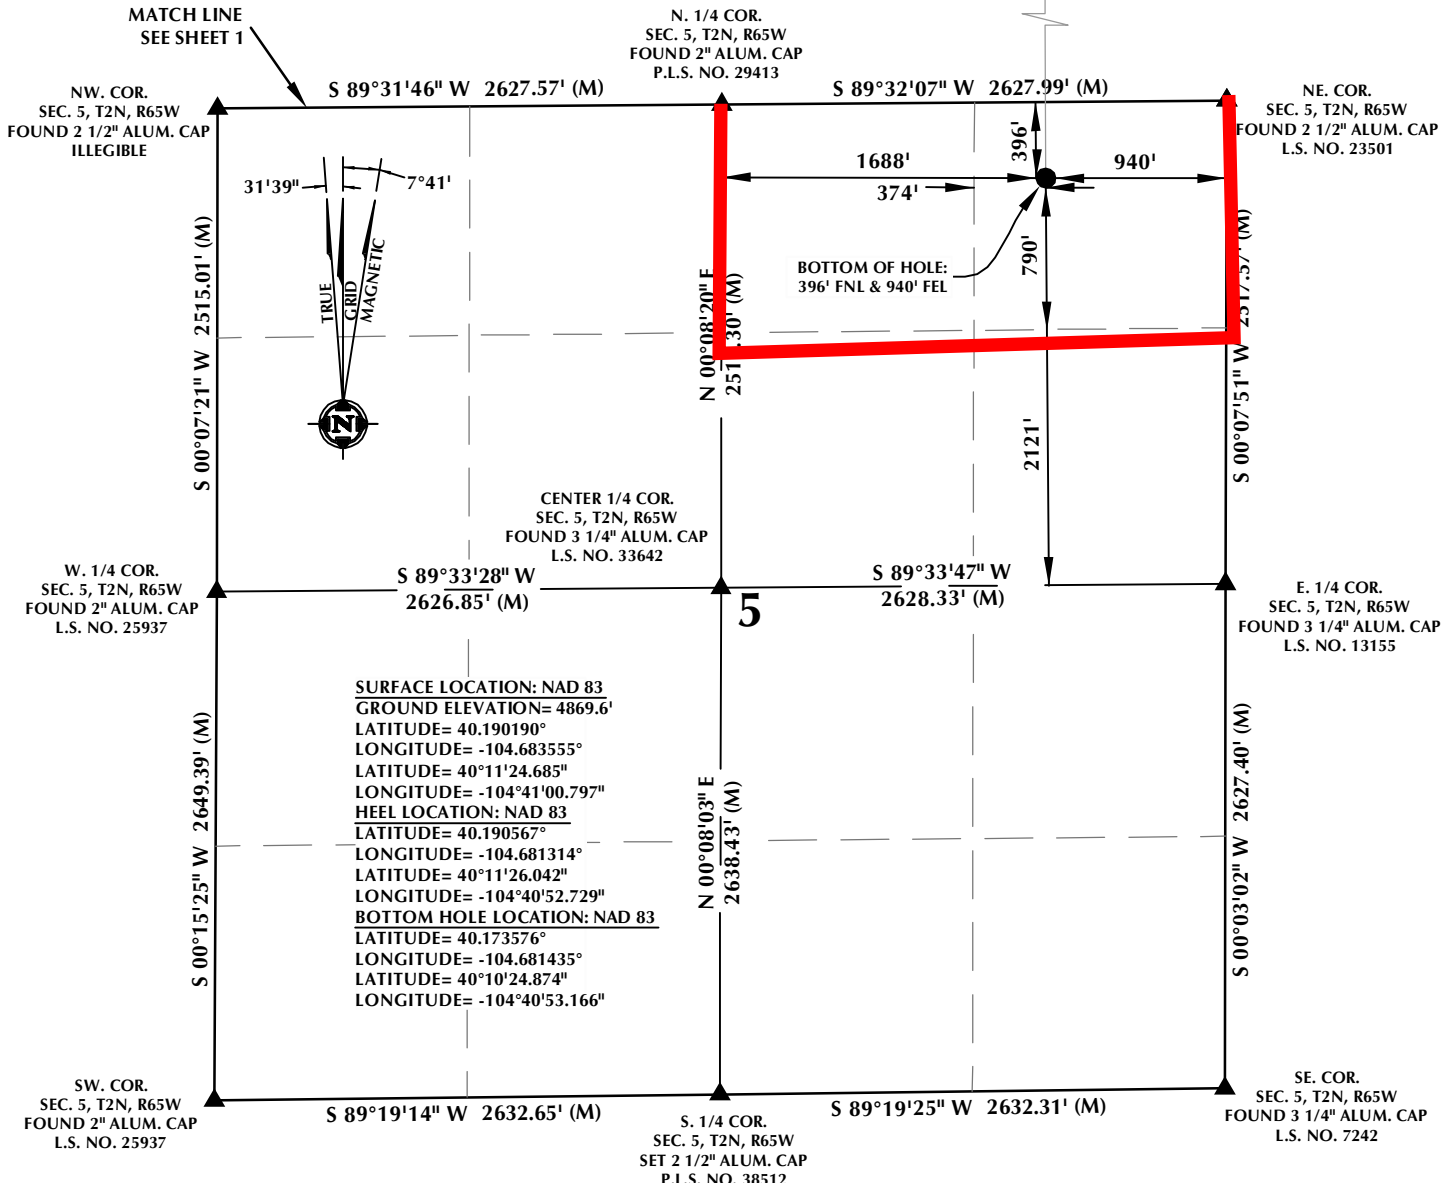 MATCH LINE
SEE SHEET 1
N. 1/4 COR.
SEC. 5, T2N, R65W
FOUND 2" ALUM. CAP
P.L.S. NO. 29413
NW. COR.
SEC. 5, T2N, R65W
FOUND 2 1/2" ALUM. CAP
ILLEGIBLE
S 89°31'46" W 2627.57' (M)
S 89°32'07" W 2627.99' (M)
NE. COR.
SEC. 5, T2N, R65W
FOUND 2 1/2" ALUM. CAP
L.S. NO. 23501
396'
1688'
940'
374'
31'39"
7°41'
TRUE
GRID
MAGNETIC
N
790'
BOTTOM OF HOLE:
396' FNL & 940' FEL
S 00°07'21" W 2515.01' (M)
N 00°08'20" E
S 00°07'51" W 2517.57' (M)
2121'
CENTER 1/4 COR.
SEC. 5, T2N, R65W
FOUND 3 1/4" ALUM. CAP
L.S. NO. 33642
W. 1/4 COR.
SEC. 5, T2N, R65W
FOUND 2" ALUM. CAP
L.S. NO. 25937
S 89°33'28" W
2626.85' (M)
S 89°33'47" W
2628.33' (M)
5
E. 1/4 COR.
SEC. 5, T2N, R65W
FOUND 3 1/4" ALUM. CAP
L.S. NO. 13155
SURFACE LOCATION: NAD 83
GROUND ELEVATION= 4869.6'
LATITUDE= 40.190190°
LONGITUDE= -104.683555°
LATITUDE= 40°11'24.685"
LONGITUDE= -104°41'00.797"
HEEL LOCATION: NAD 83
LATITUDE= 40.190567°
LONGITUDE= -104.681314°
LATITUDE= 40°11'26.042"
LONGITUDE= -104°40'52.729"
BOTTOM HOLE LOCATION: NAD 83
LATITUDE= 40.173576°
LONGITUDE= -104.681435°
LATITUDE= 40°10'24.874"
LONGITUDE= -104°40'53.166"
S 00°15'25" W 2649.39' (M)
N 00°08'03" E
2638.43' (M)
S 00°03'02" W 2627.40' (M)
SW. COR.
SEC. 5, T2N, R65W
FOUND 2" ALUM. CAP
L.S. NO. 25937
S 89°19'14" W 2632.65' (M)
S 89°19'25" W 2632.31' (M)
SE. COR.
SEC. 5, T2N, R65W
FOUND 3 1/4" ALUM. CAP
L.S. NO. 7242
S. 1/4 COR.
SEC. 5, T2N, R65W
SET 2 1/2" ALUM. CAP
P.L.S. NO. 38512